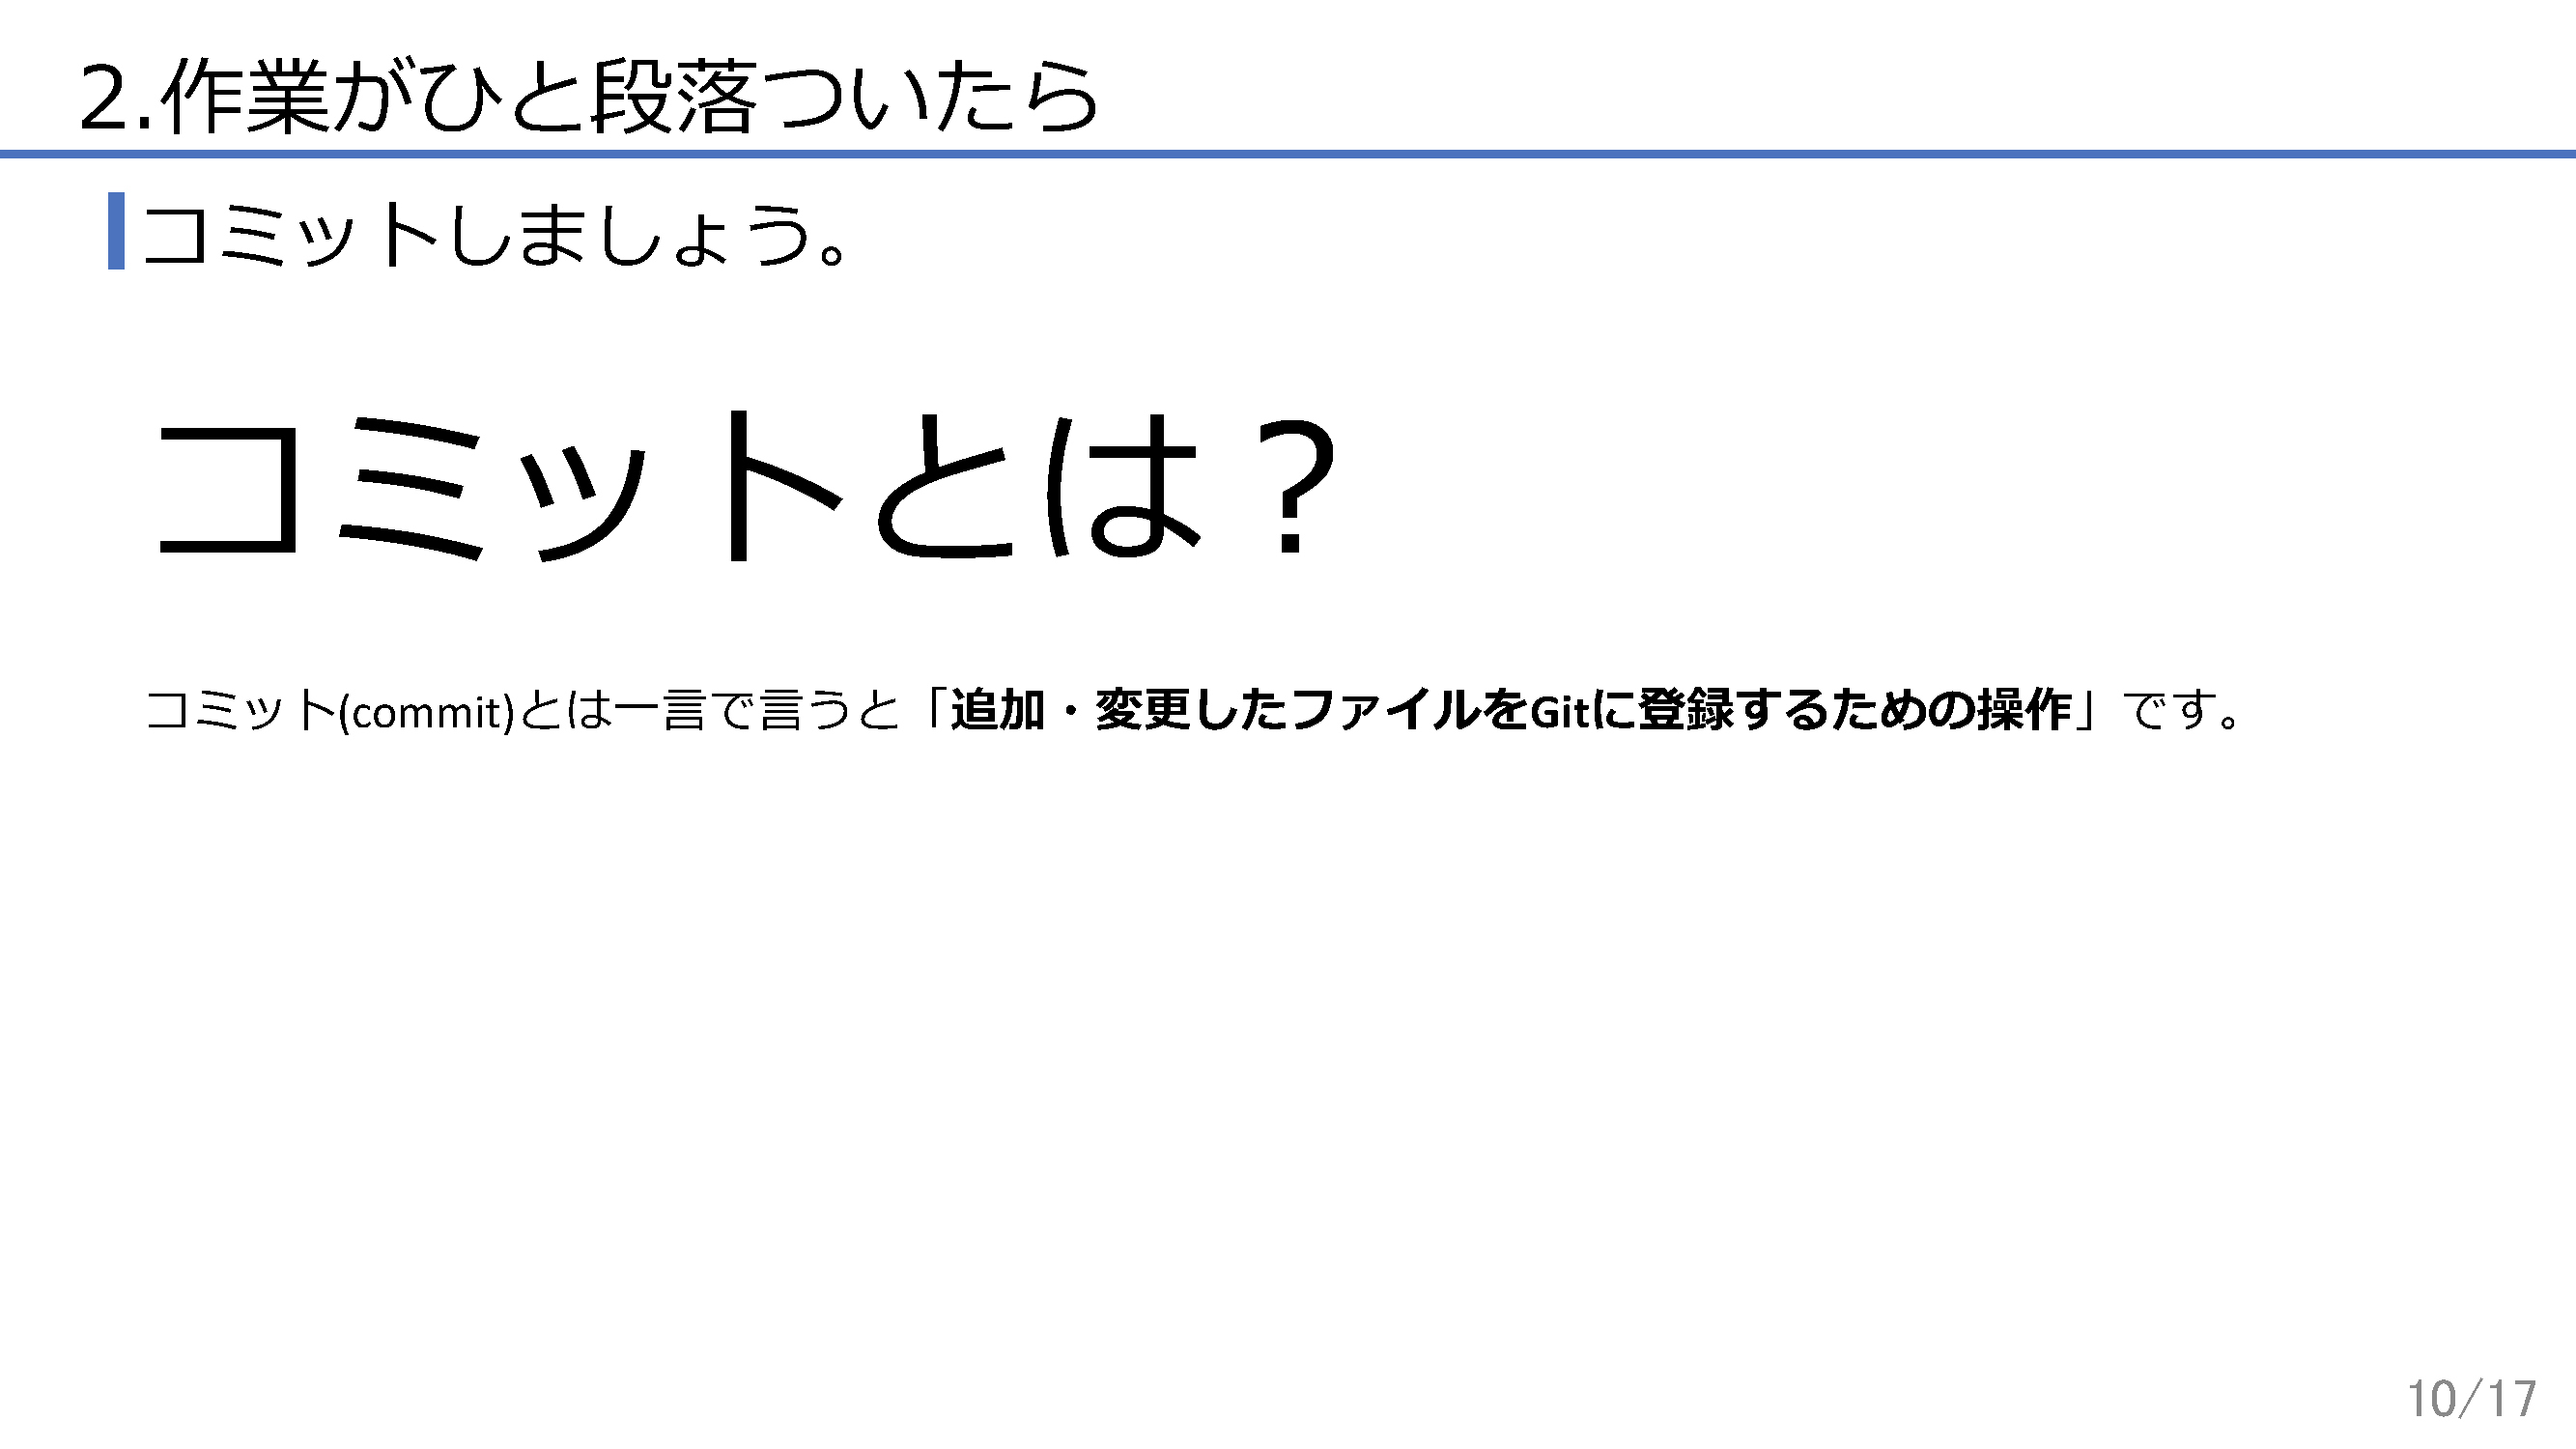 2.作業がひと段落ついたら
コミットしましょう。
コミットとは？
コミット(commit)とは一言で言うと「追加・変更したファイルをGitに登録するための操作」です。
10/17